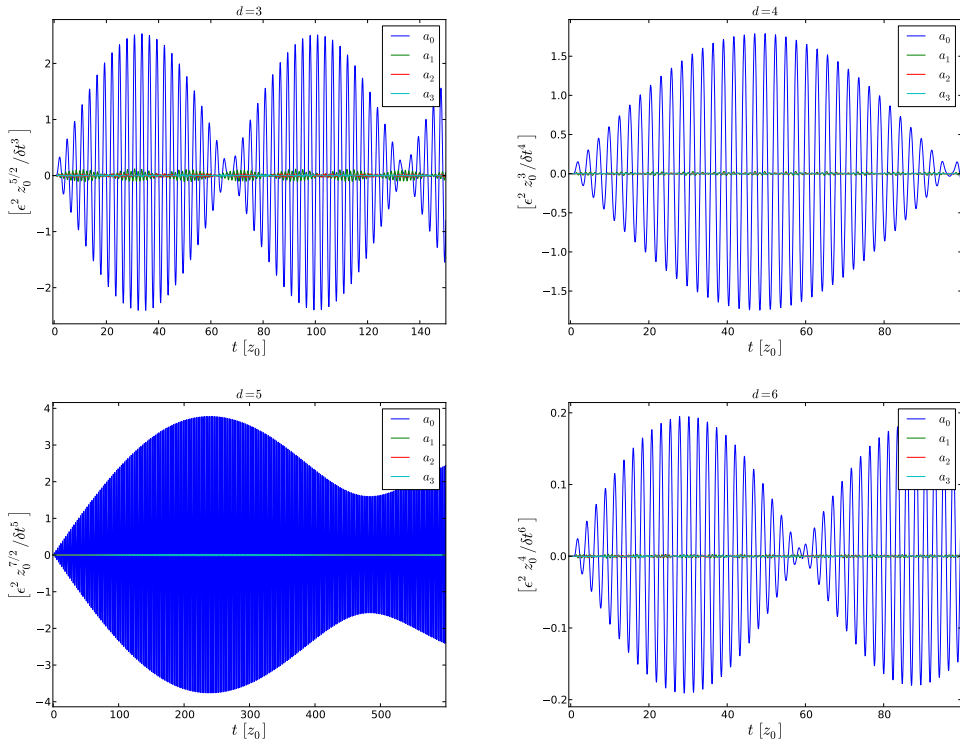 d=3
a₀
a₁
a₂
a₃
2
1
0
−1
−2
[ ϵ² z₀^{5/2}/δt³ ]
0 20 40 60 80 100 120 140
t [z₀]
d=4
a₀
a₁
a₂
a₃
1.5
1.0
0.5
0.0
−0.5
−1.0
−1.5
[ ϵ² z₀³/δt⁴ ]
0 20 40 60 80
t [z₀]
d=5
a₀
a₁
a₂
a₃
4
3
2
1
0
−1
−2
−3
−4
[ ϵ² z₀^{7/2}/δt⁵ ]
0 100 200 300 400 500
t [z₀]
d=6
a₀
a₁
a₂
a₃
0.2
0.1
0.0
−0.1
−0.2
[ ϵ² z₀⁴/δt⁶ ]
0 20 40 60 80
t [z₀]